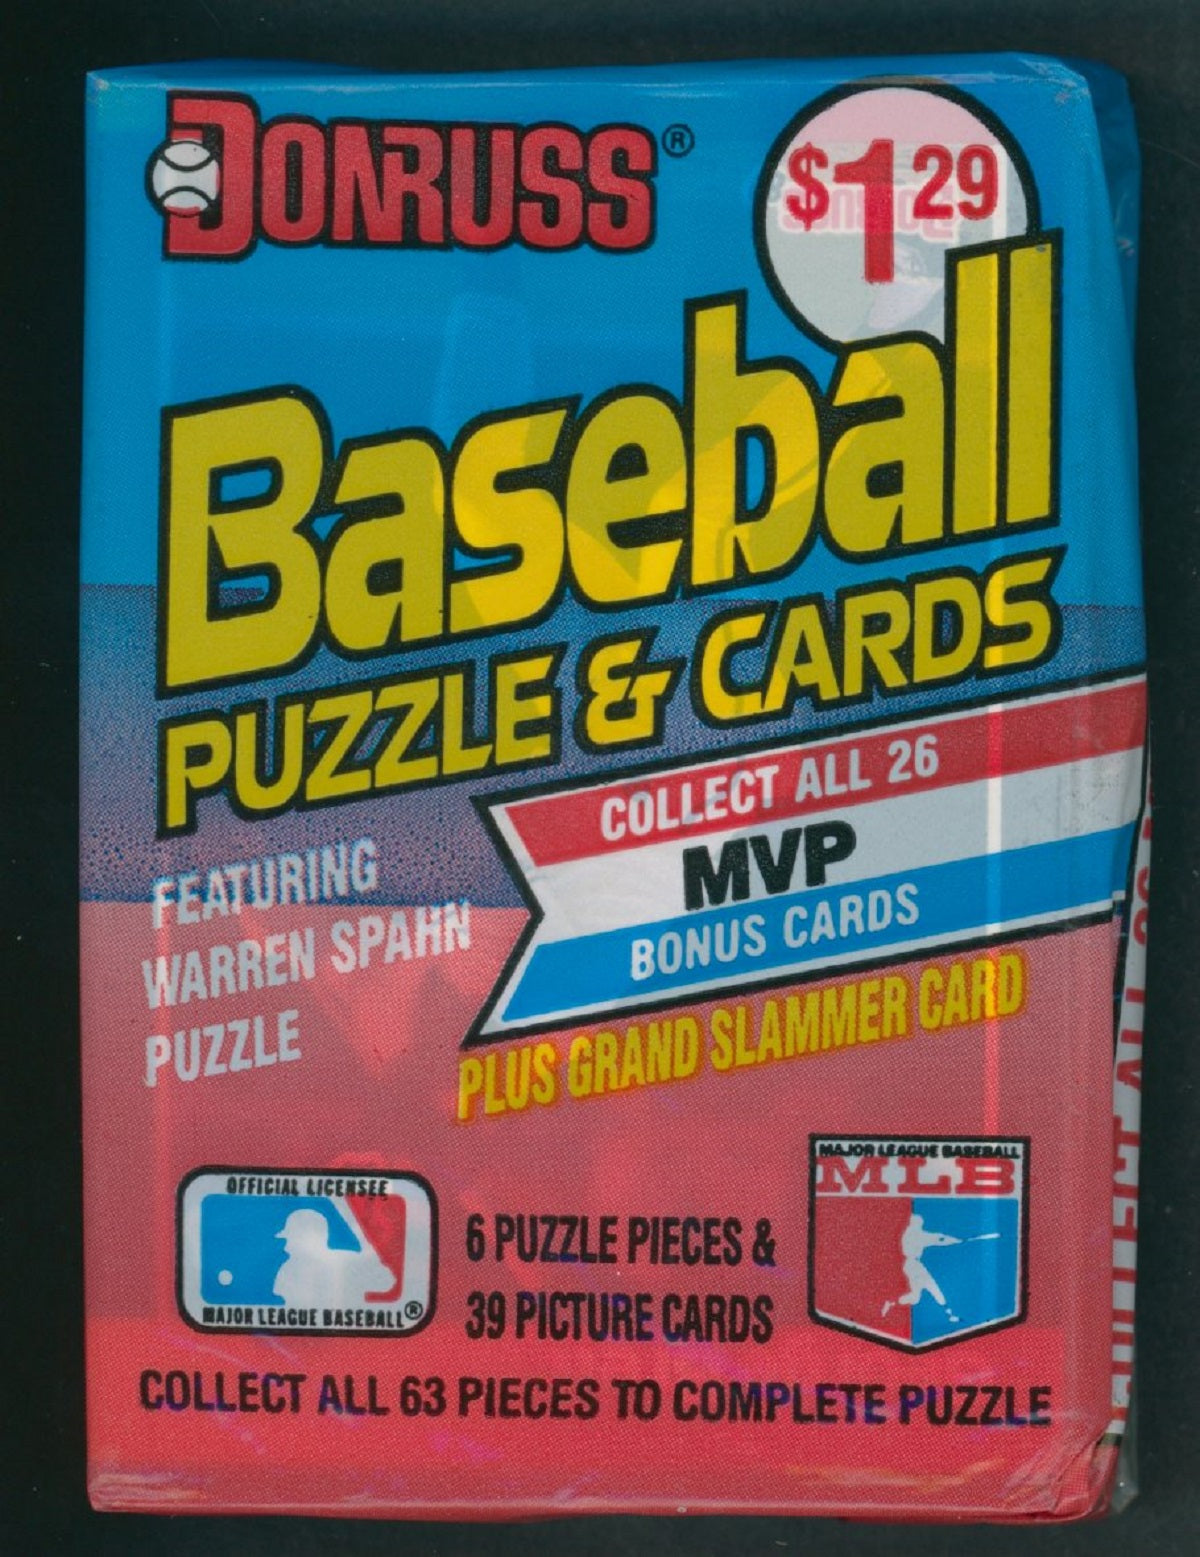 DONRUSS®
$1 29
Baseball
PUZZLE & CARDS
COLLECT ALL 26
MVP
BONUS CARDS
FEATURING
WARREN SPAHN
PUZZLE
PLUS GRAND SLAMMER CARD
OFFICIAL LICENSEE
MAJOR LEAGUE BASEBALL®
6 PUZZLE PIECES &
39 PICTURE CARDS
MAJOR LEAGUE BASEBALL
MLB
COLLECT ALL 63 PIECES TO COMPLETE PUZZLE
COLLECT ALL